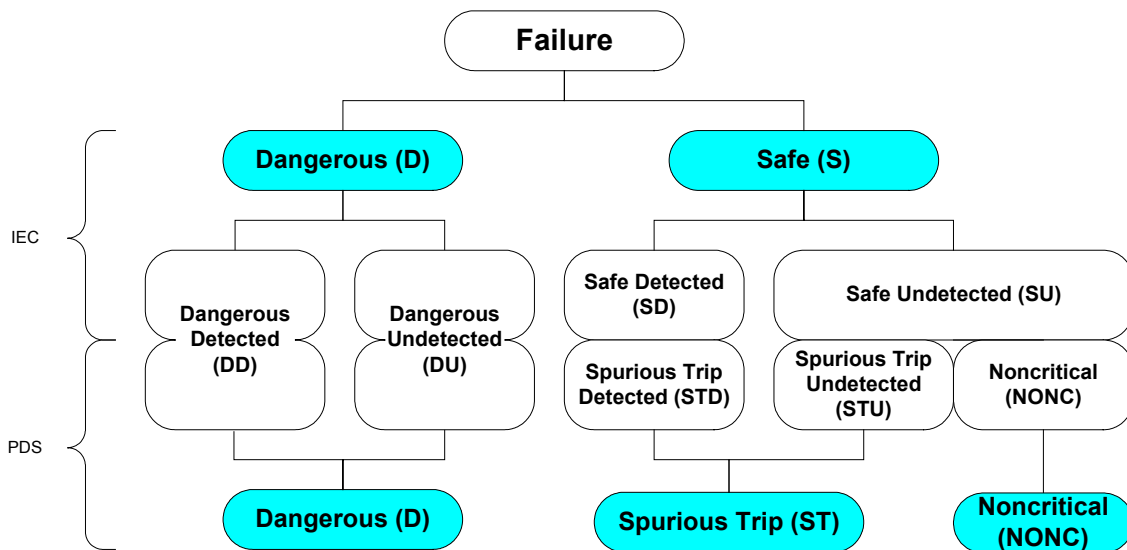 Failure
Dangerous (D)
Safe (S)
IEC
Dangerous
Detected
(DD)
Dangerous
Undetected
(DU)
Safe Detected
(SD)
Safe Undetected (SU)
Spurious Trip
Detected (STD)
Spurious Trip
Undetected
(STU)
Noncritical
(NONC)
PDS
Dangerous (D)
Spurious Trip (ST)
Noncritical
(NONC)